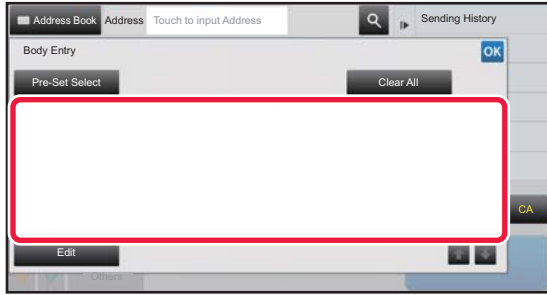 Address Book Address Touch to input Address Sending History
Body Entry OK
Pre-Set Select Clear All
CA
Edit
Others